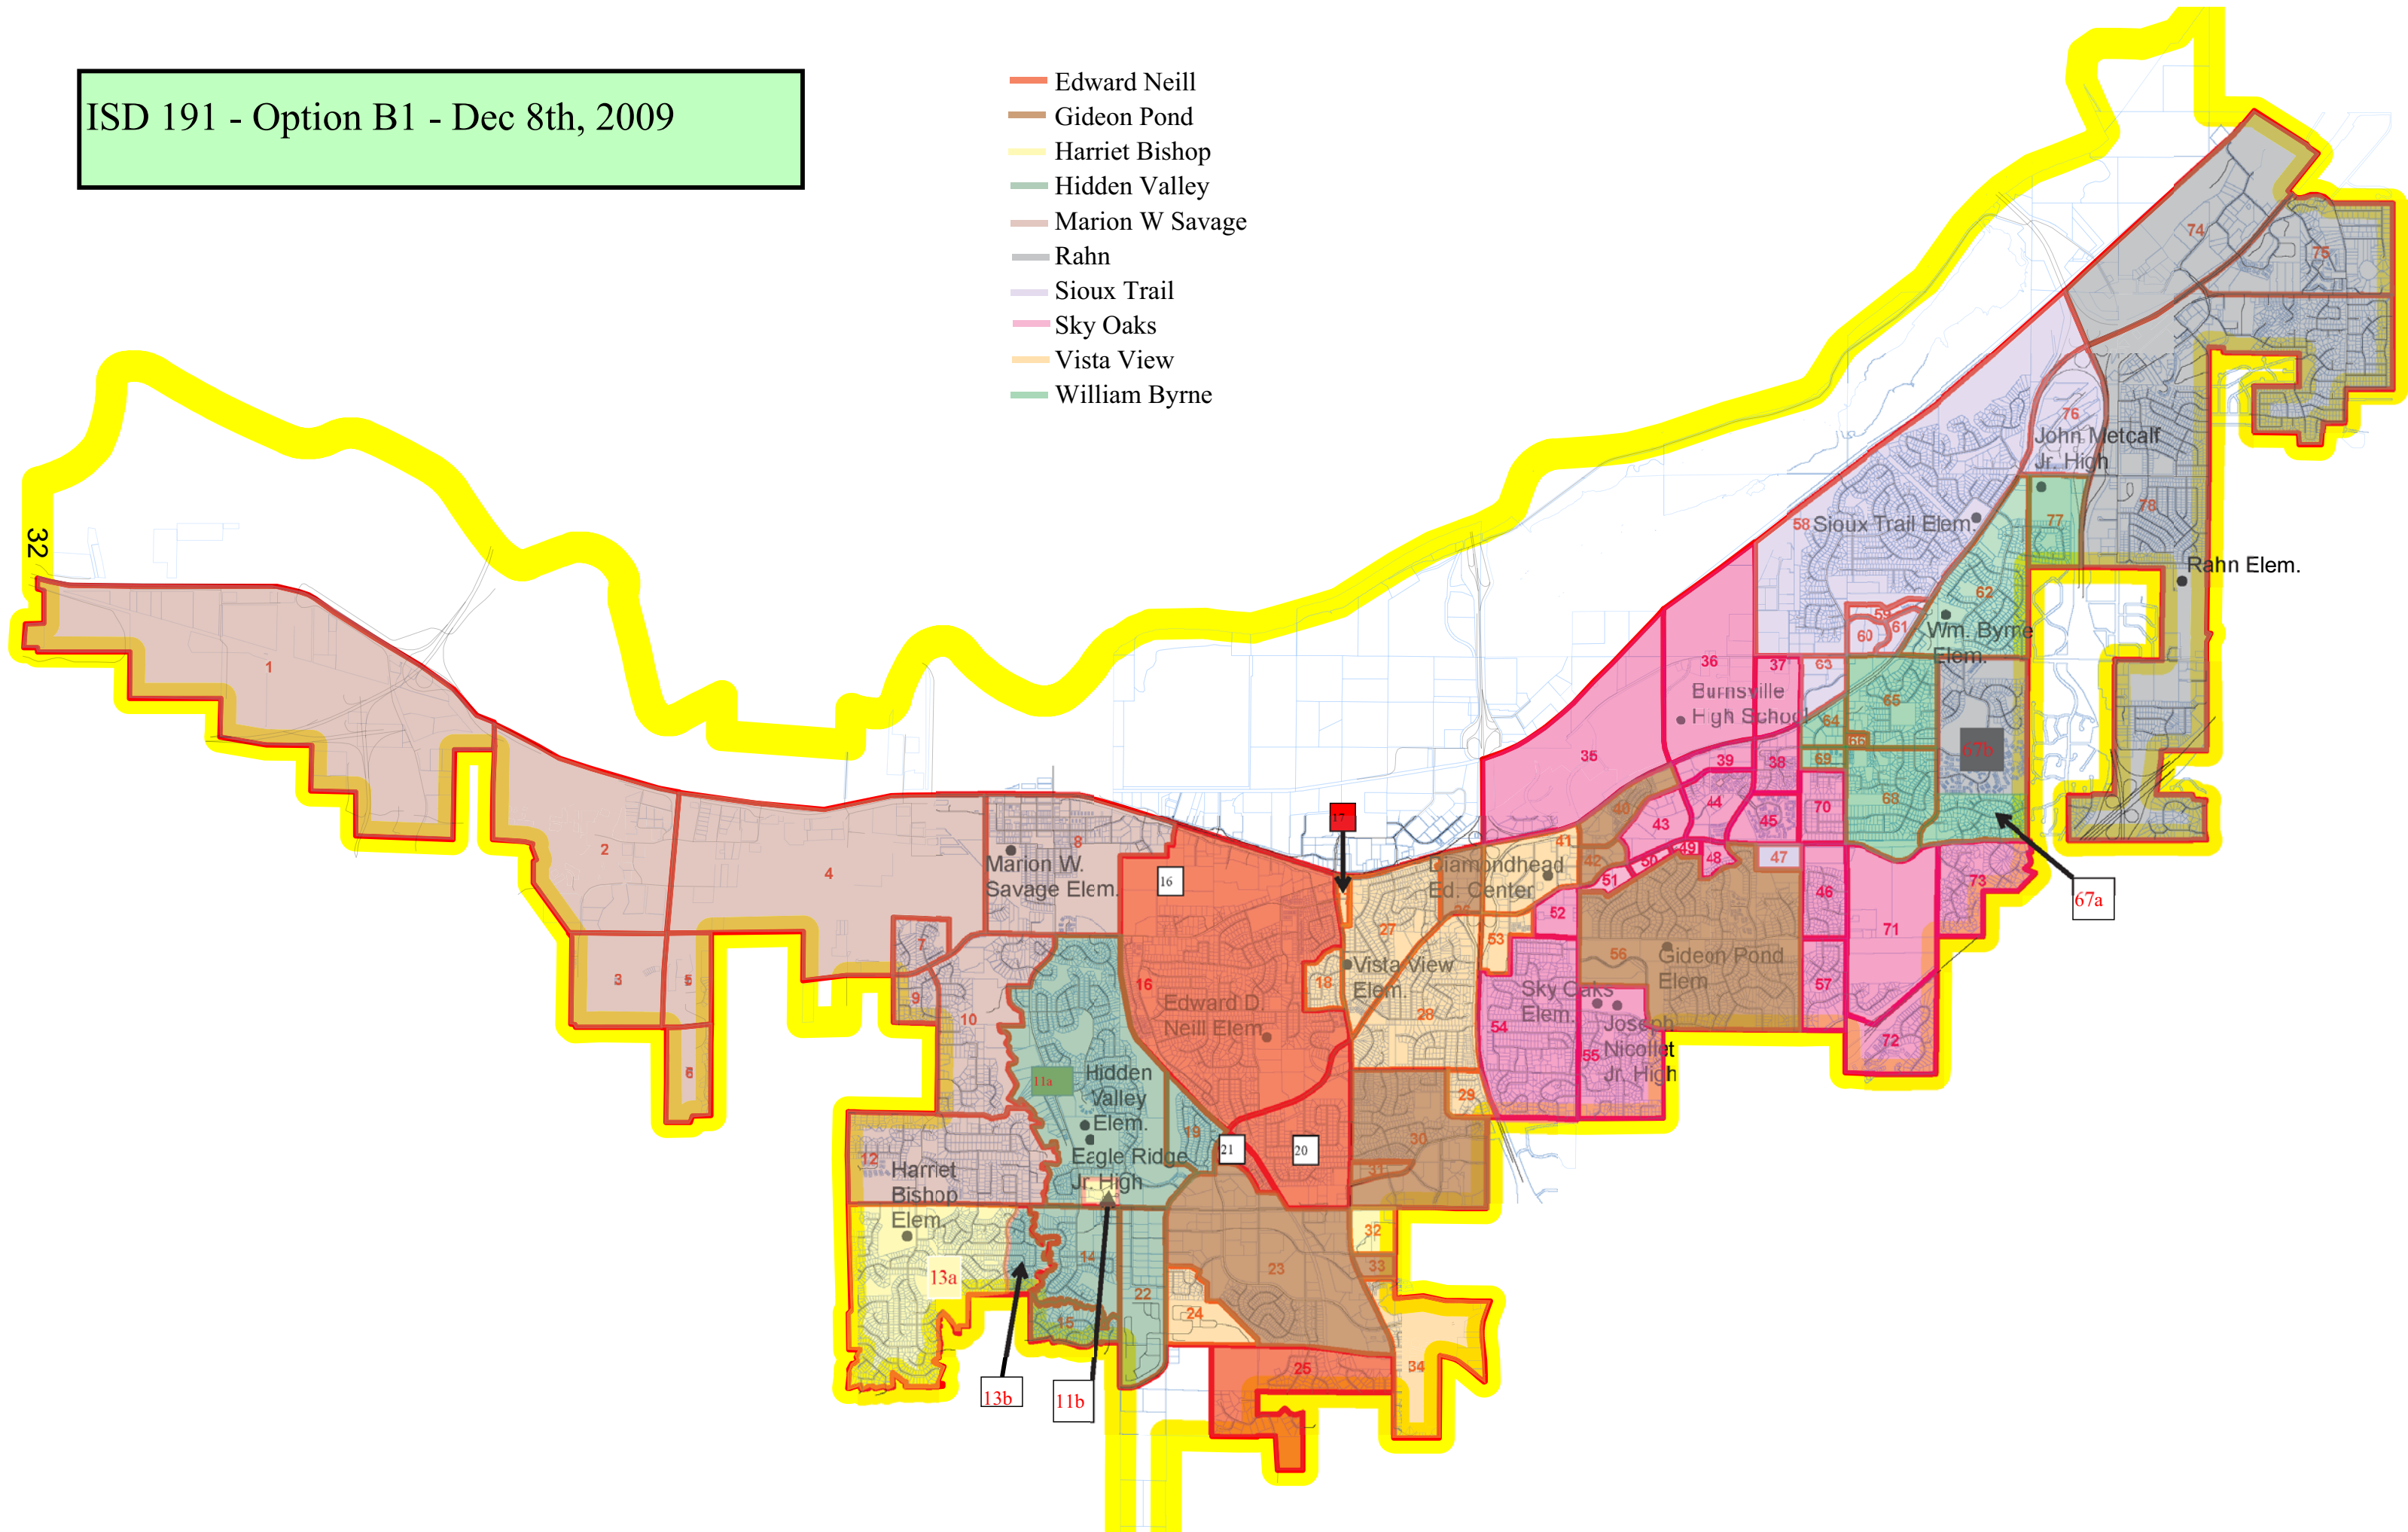 ISD 191 - Option B1 - Dec 8th, 2009
Edward Neill
Gideon Pond
Harriet Bishop
Hidden Valley
Marion W Savage
Rahn
Sioux Trail
Sky Oaks
Vista View
William Byrne
32
74
75
76
John Metcalf
Jr. High
78
77
58
Sioux Trail Elem.
Rahn Elem.
62
59
60
61
Wm. Byrne
Elem.
1
36
37
63
Burnsville
High School
65
64
66
67b
35
39
38
69
68
2
4
8
Marion W.
Savage Elem.
16
17
40
44
70
43
45
41
42
49
50
48
47
51
Diamondhead
Ed. Center
67a
46
73
52
71
7
27
26
53
3
5
9
10
16
Edward D.
Neill Elem.
18
Vista View
Elem.
28
56
Gideon Pond
Elem
57
Sky Oaks
Elem.
54
55
Joseph
Nicollet
Jr. High
72
6
11a
Hidden
Valley
Elem.
29
12
Harriet
Bishop
Elem.
Eagle Ridge
Jr. High
19
21
20
30
31
13a
14
22
23
32
33
15
24
25
34
13b
11b